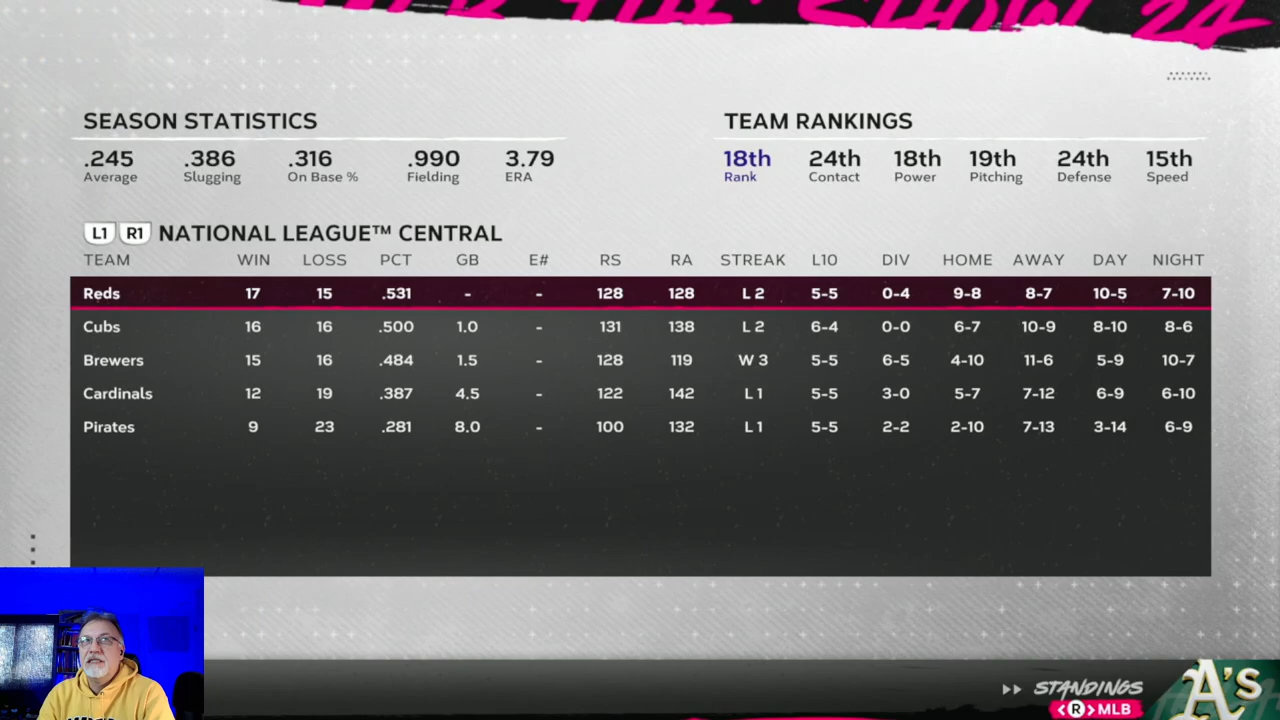 THE SHOW 24
SEASON STATISTICS
.245 .386 .316 .990 3.79
Average Slugging On Base % Fielding ERA
TEAM RANKINGS
18th 24th 18th 19th 24th 15th
Rank Contact Power Pitching Defense Speed
L1 R1 NATIONAL LEAGUE™ CENTRAL
TEAM WIN LOSS PCT GB E# RS RA STREAK L10 DIV HOME AWAY DAY NIGHT
Reds 17 15 .531 - - 128 128 L 2 5-5 0-4 9-8 8-7 10-5 7-10
Cubs 16 16 .500 1.0 - 131 138 L 2 6-4 0-0 6-7 10-9 8-10 8-6
Brewers 15 16 .484 1.5 - 128 119 W 3 5-5 6-5 4-10 11-6 5-9 10-7
Cardinals 12 19 .387 4.5 - 122 142 L 1 5-5 3-0 5-7 7-12 6-9 6-10
Pirates 9 23 .281 8.0 - 100 132 L 1 5-5 2-2 2-10 7-13 3-14 6-9
STANDINGS
<R> MLB
A's